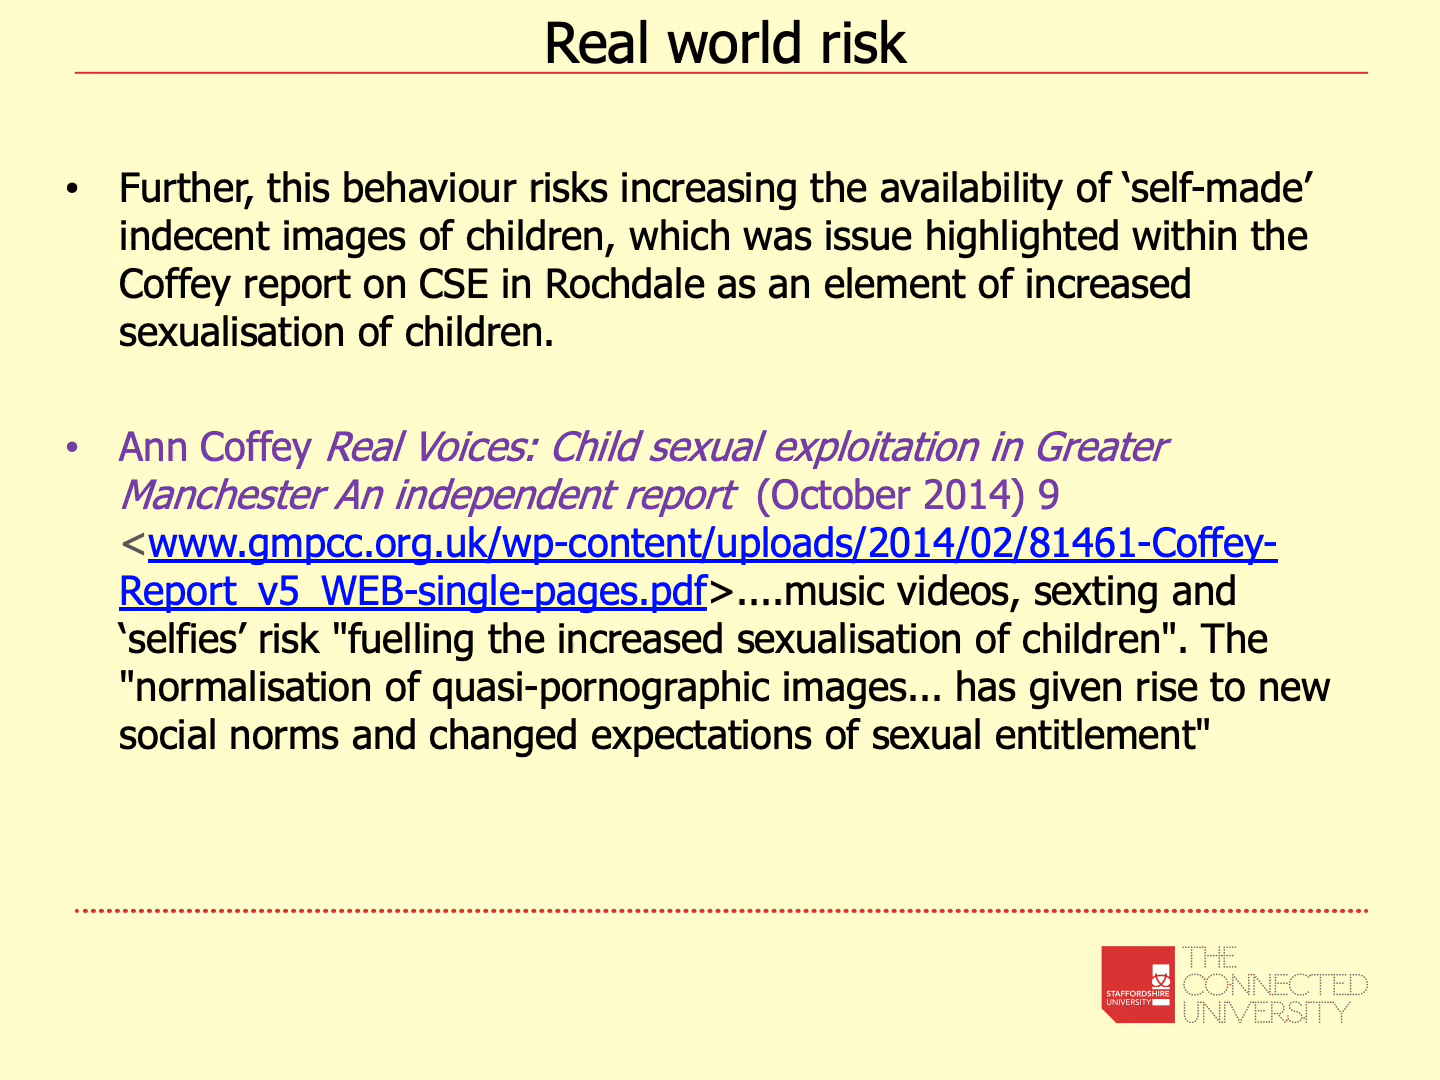 Real world risk
• Further, this behaviour risks increasing the availability of ‘self-made’
indecent images of children, which was issue highlighted within the
Coffey report on CSE in Rochdale as an element of increased
sexualisation of children.
• Ann Coffey Real Voices: Child sexual exploitation in Greater
Manchester An independent report (October 2014) 9
<www.gmpcc.org.uk/wp-content/uploads/2014/02/81461-Coffey-
Report_v5_WEB-single-pages.pdf>....music videos, sexting and
‘selfies’ risk "fuelling the increased sexualisation of children". The
"normalisation of quasi-pornographic images... has given rise to new
social norms and changed expectations of sexual entitlement"
STAFFORDSHIRE
UNIVERSITY
THE
CONNECTED
UNIVERSITY